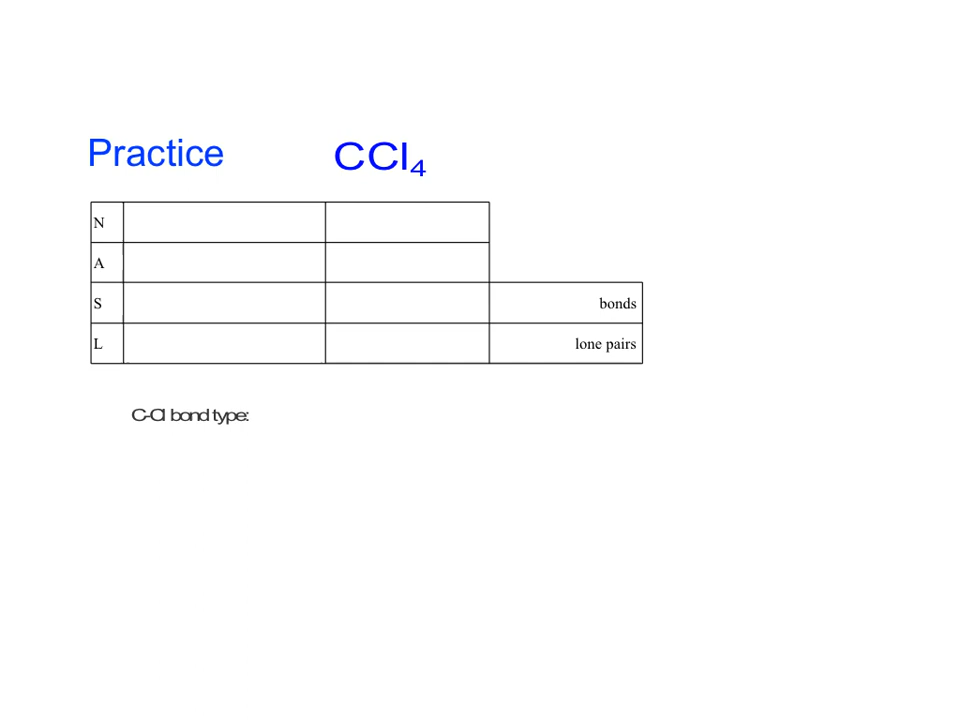 Practice CCl₄
N
A
S bonds
L lone pairs
C-Cl bond type: